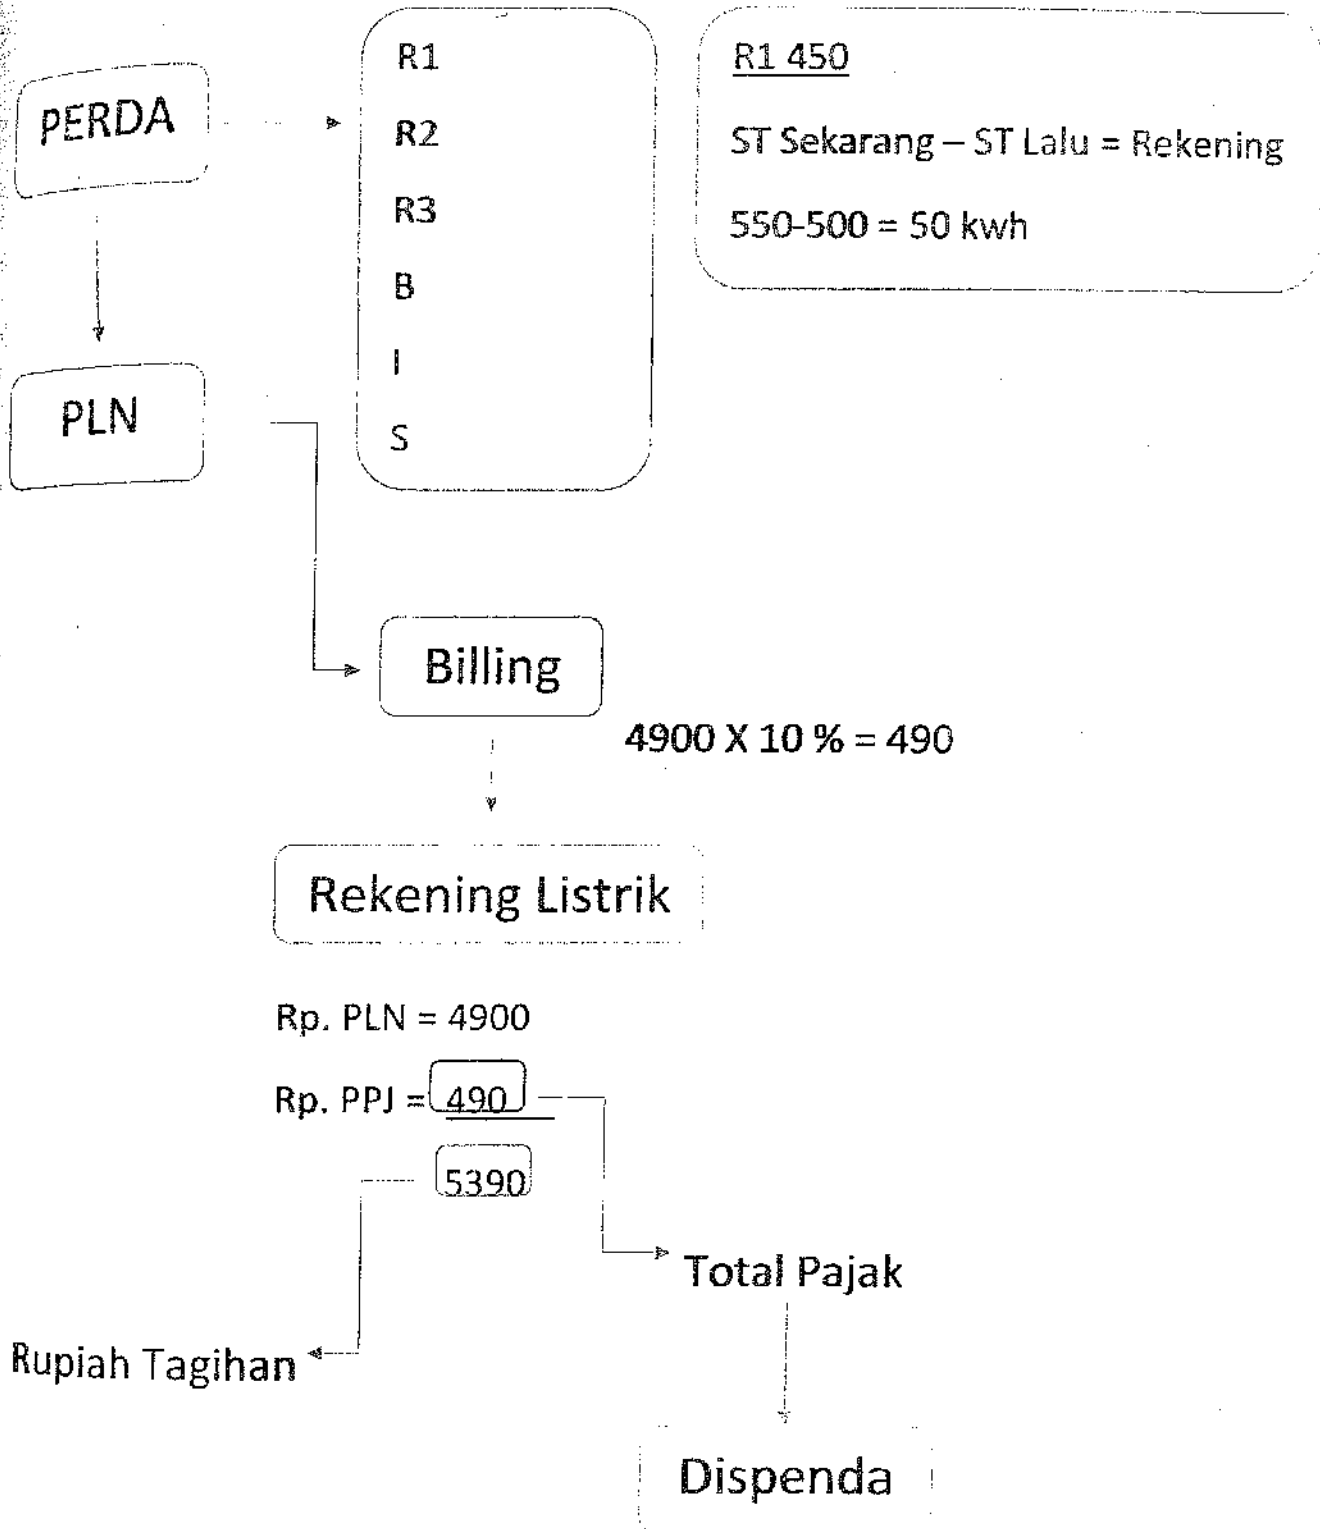 PERDA
R1
R2
R3
B
I
S
R1 450
ST Sekarang – ST Lalu = Rekening
550-500 = 50 kwh
PLN
Billing
4900 X 10 % = 490
Rekening Listrik
Rp. PLN = 4900
Rp. PPJ = 490
5390
Total Pajak
Rupiah Tagihan
Dispenda